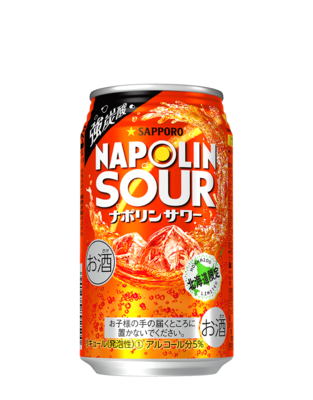 強炭酸
SAPPORO
NAPOLIN
SOUR
ナポリンサワー
お酒
Hokkaido
北海道限定
Limited
お子様の手の届くところに
置かないでください。
お酒
キュール(発泡性)① アルコール分5%